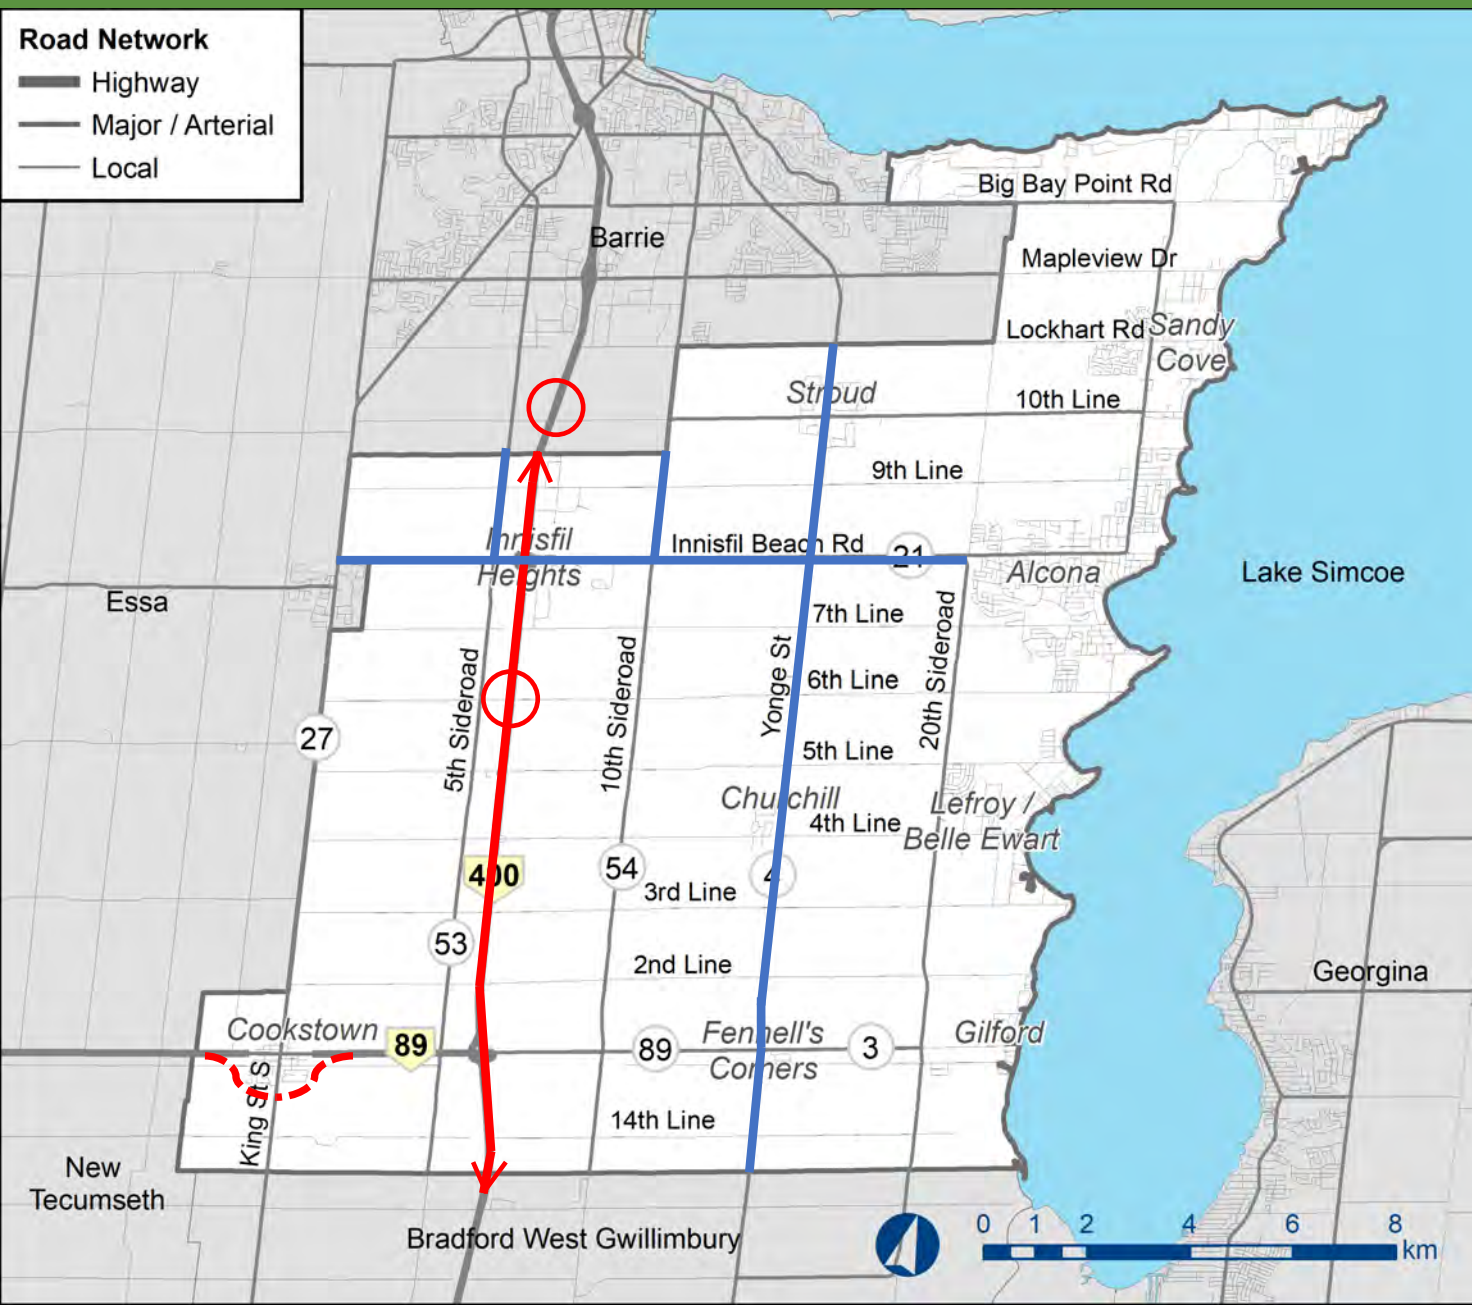 Road Network
Highway
Major / Arterial
Local
Big Bay Point Rd
Barrie
Mapleview Dr
Lockhart Rd
Sandy
Cove
Stroud
10th Line
9th Line
Innisfil
Heights
Innisfil Beach Rd
21
Alcona
Lake Simcoe
Essa
7th Line
5th Sideroad
10th Sideroad
Yonge St
6th Line
20th Sideroad
27
5th Line
Churchill
4th Line
Lefroy /
Belle Ewart
400
54
3rd Line
4
53
2nd Line
Georgina
Cookstown
89
89
Fennell's
Corners
3
Gilford
King St S
14th Line
New
Tecumseth
Bradford West Gwillimbury
0 1 2 4 6 8
km